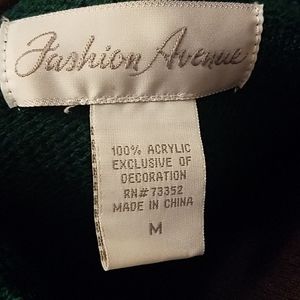 Fashion Avenue
100% ACRYLIC
EXCLUSIVE OF
DECORATION
RN# 73352
MADE IN CHINA
M